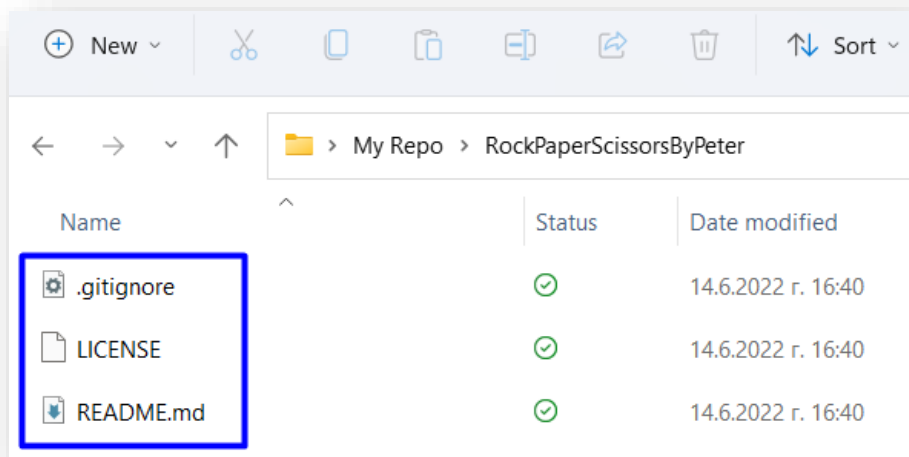 New Sort
My Repo RockPaperScissorsByPeter
Name Status Date modified
.gitignore 14.6.2022 г. 16:40
LICENSE 14.6.2022 г. 16:40
README.md 14.6.2022 г. 16:40